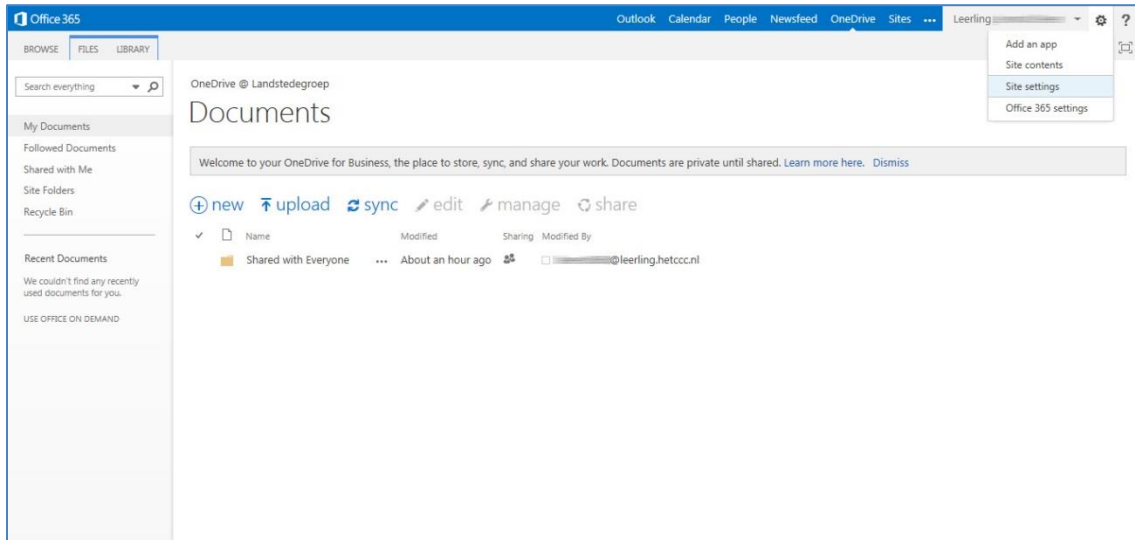 Office 365
Outlook Calendar People Newsfeed OneDrive Sites ••• Leerling ?
BROWSE FILES LIBRARY
Add an app
Site contents
Site settings
Office 365 settings
Search everything
OneDrive @ Landstedegroep
Documents
My Documents
Followed Documents
Shared with Me
Site Folders
Recycle Bin
Welcome to your OneDrive for Business, the place to store, sync, and share your work. Documents are private until shared. Learn more here. Dismiss
new upload sync edit manage share
Name Modified Sharing Modified By
Shared with Everyone ••• About an hour ago @leerling.hetccc.nl
Recent Documents
We couldn't find any recently
used documents for you.
USE OFFICE ON DEMAND